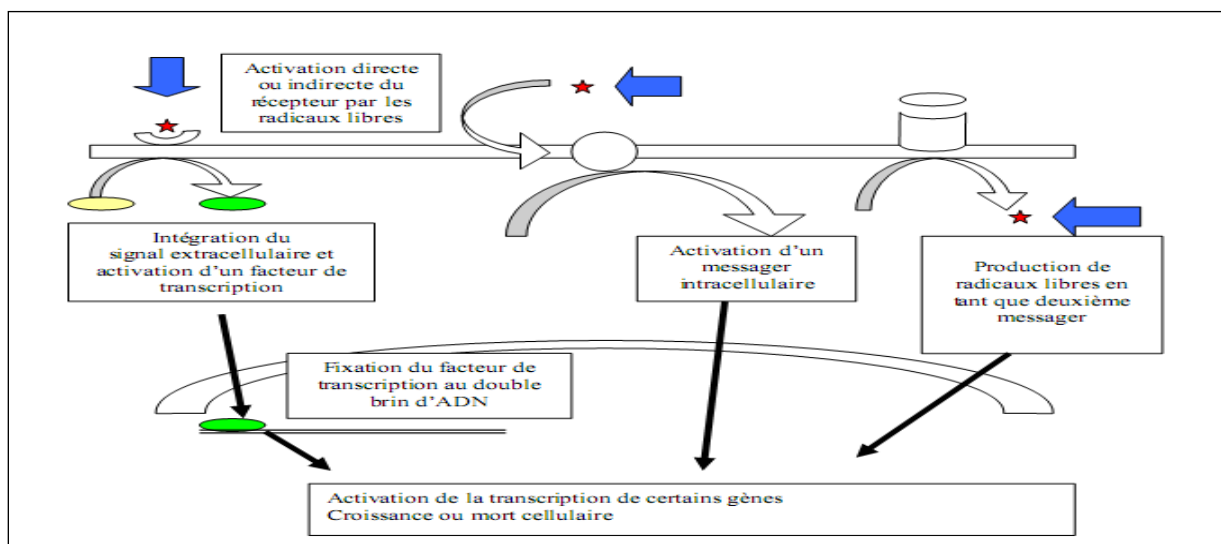 Activation directe
ou indirecte du
récepteur par les
radicaux libres
Intégration du
signal extracellulaire et
activation d'un facteur de
transcription
Activation d'un
messager
intracellulaire
Production de
radicaux libres en
tant que deuxième
messager
Fixation du facteur de
transcription au double
brin d'ADN
Activation de la transcription de certains gènes
Croissance ou mort cellulaire